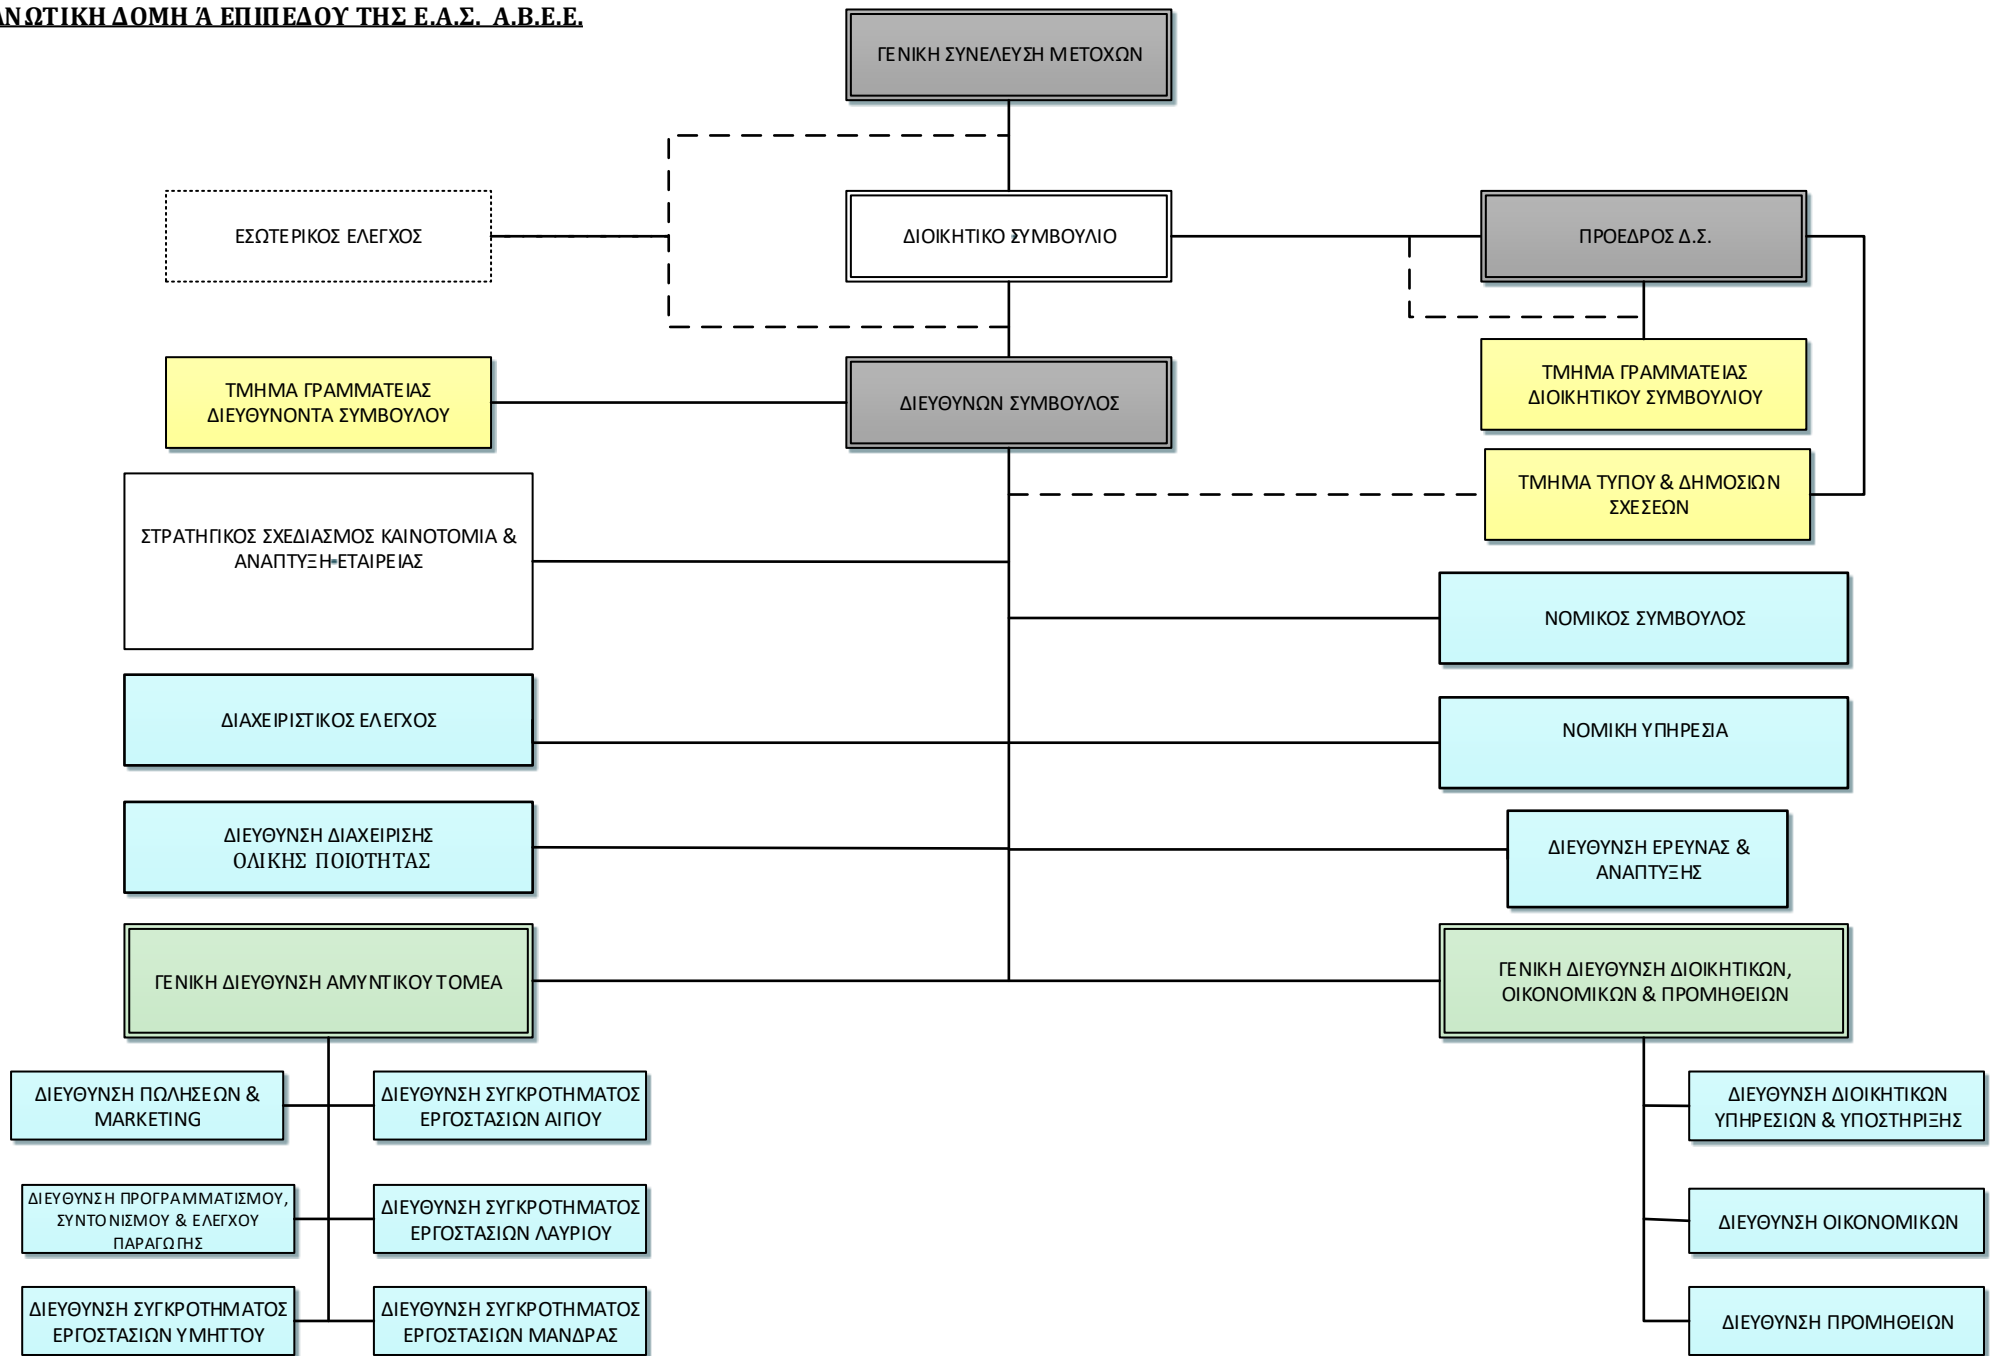 ΑΝΩΤΙΚΗ ΔΟΜΗ Ά ΕΠΙΠΕΔΟΥ ΤΗΣ Ε.Α.Σ. Α.Β.Ε.Ε.
ΓΕΝΙΚΗ ΣΥΝΕΛΕΥΣΗ ΜΕΤΟΧΩΝ
ΕΣΩΤΕΡΙΚΟΣ ΕΛΕΓΧΟΣ
ΔΙΟΙΚΗΤΙΚΟ ΣΥΜΒΟΥΛΙΟ
ΠΡΟΕΔΡΟΣ Δ.Σ.
ΤΜΗΜΑ ΓΡΑΜΜΑΤΕΙΑΣ
ΔΙΕΥΘΥΝΟΝΤΑ ΣΥΜΒΟΥΛΟΥ
ΔΙΕΥΘΥΝΩΝ ΣΥΜΒΟΥΛΟΣ
ΤΜΗΜΑ ΓΡΑΜΜΑΤΕΙΑΣ
ΔΙΟΙΚΗΤΙΚΟΥ ΣΥΜΒΟΥΛΙΟΥ
ΤΜΗΜΑ ΤΥΠΟΥ & ΔΗΜΟΣΙΩΝ
ΣΧΕΣΕΩΝ
ΣΤΡΑΤΗΓΙΚΟΣ ΣΧΕΔΙΑΣΜΟΣ ΚΑΙΝΟΤΟΜΙΑ &
ΑΝΑΠΤΥΞΗ ΕΤΑΙΡΕΙΑΣ
ΝΟΜΙΚΟΣ ΣΥΜΒΟΥΛΟΣ
ΔΙΑΧΕΙΡΙΣΤΙΚΟΣ ΕΛΕΓΧΟΣ
ΝΟΜΙΚΗ ΥΠΗΡΕΣΙΑ
ΔΙΕΥΘΥΝΣΗ ΔΙΑΧΕΙΡΙΣΗΣ
ΟΛΙΚΗΣ ΠΟΙΟΤΗΤΑΣ
ΔΙΕΥΘΥΝΣΗ ΕΡΕΥΝΑΣ &
ΑΝΑΠΤΥΞΗΣ
ΓΕΝΙΚΗ ΔΙΕΥΘΥΝΣΗ ΑΜΥΝΤΙΚΟΥ ΤΟΜΕΑ
ΓΕΝΙΚΗ ΔΙΕΥΘΥΝΣΗ ΔΙΟΙΚΗΤΙΚΩΝ,
ΟΙΚΟΝΟΜΙΚΩΝ & ΠΡΟΜΗΘΕΙΩΝ
ΔΙΕΥΘΥΝΣΗ ΠΩΛΗΣΕΩΝ &
MARKETING
ΔΙΕΥΘΥΝΣΗ ΣΥΓΚΡΟΤΗΜΑΤΟΣ
ΕΡΓΟΣΤΑΣΙΩΝ ΑΙΓΙΟΥ
ΔΙΕΥΘΥΝΣΗ ΔΙΟΙΚΗΤΙΚΩΝ
ΥΠΗΡΕΣΙΩΝ & ΥΠΟΣΤΗΡΙΞΗΣ
ΔΙΕΥΘΥΝΣΗ ΠΡΟΓΡΑΜΜΑΤΙΣΜΟΥ,
ΣΥΝΤΟΝΙΣΜΟΥ & ΕΛΕΓΧΟΥ
ΠΑΡΑΓΩΓΗΣ
ΔΙΕΥΘΥΝΣΗ ΣΥΓΚΡΟΤΗΜΑΤΟΣ
ΕΡΓΟΣΤΑΣΙΩΝ ΛΑΥΡΙΟΥ
ΔΙΕΥΘΥΝΣΗ ΟΙΚΟΝΟΜΙΚΩΝ
ΔΙΕΥΘΥΝΣΗ ΣΥΓΚΡΟΤΗΜΑΤΟΣ
ΕΡΓΟΣΤΑΣΙΩΝ ΥΜΗΤΤΟΥ
ΔΙΕΥΘΥΝΣΗ ΣΥΓΚΡΟΤΗΜΑΤΟΣ
ΕΡΓΟΣΤΑΣΙΩΝ ΜΑΝΔΡΑΣ
ΔΙΕΥΘΥΝΣΗ ΠΡΟΜΗΘΕΙΩΝ